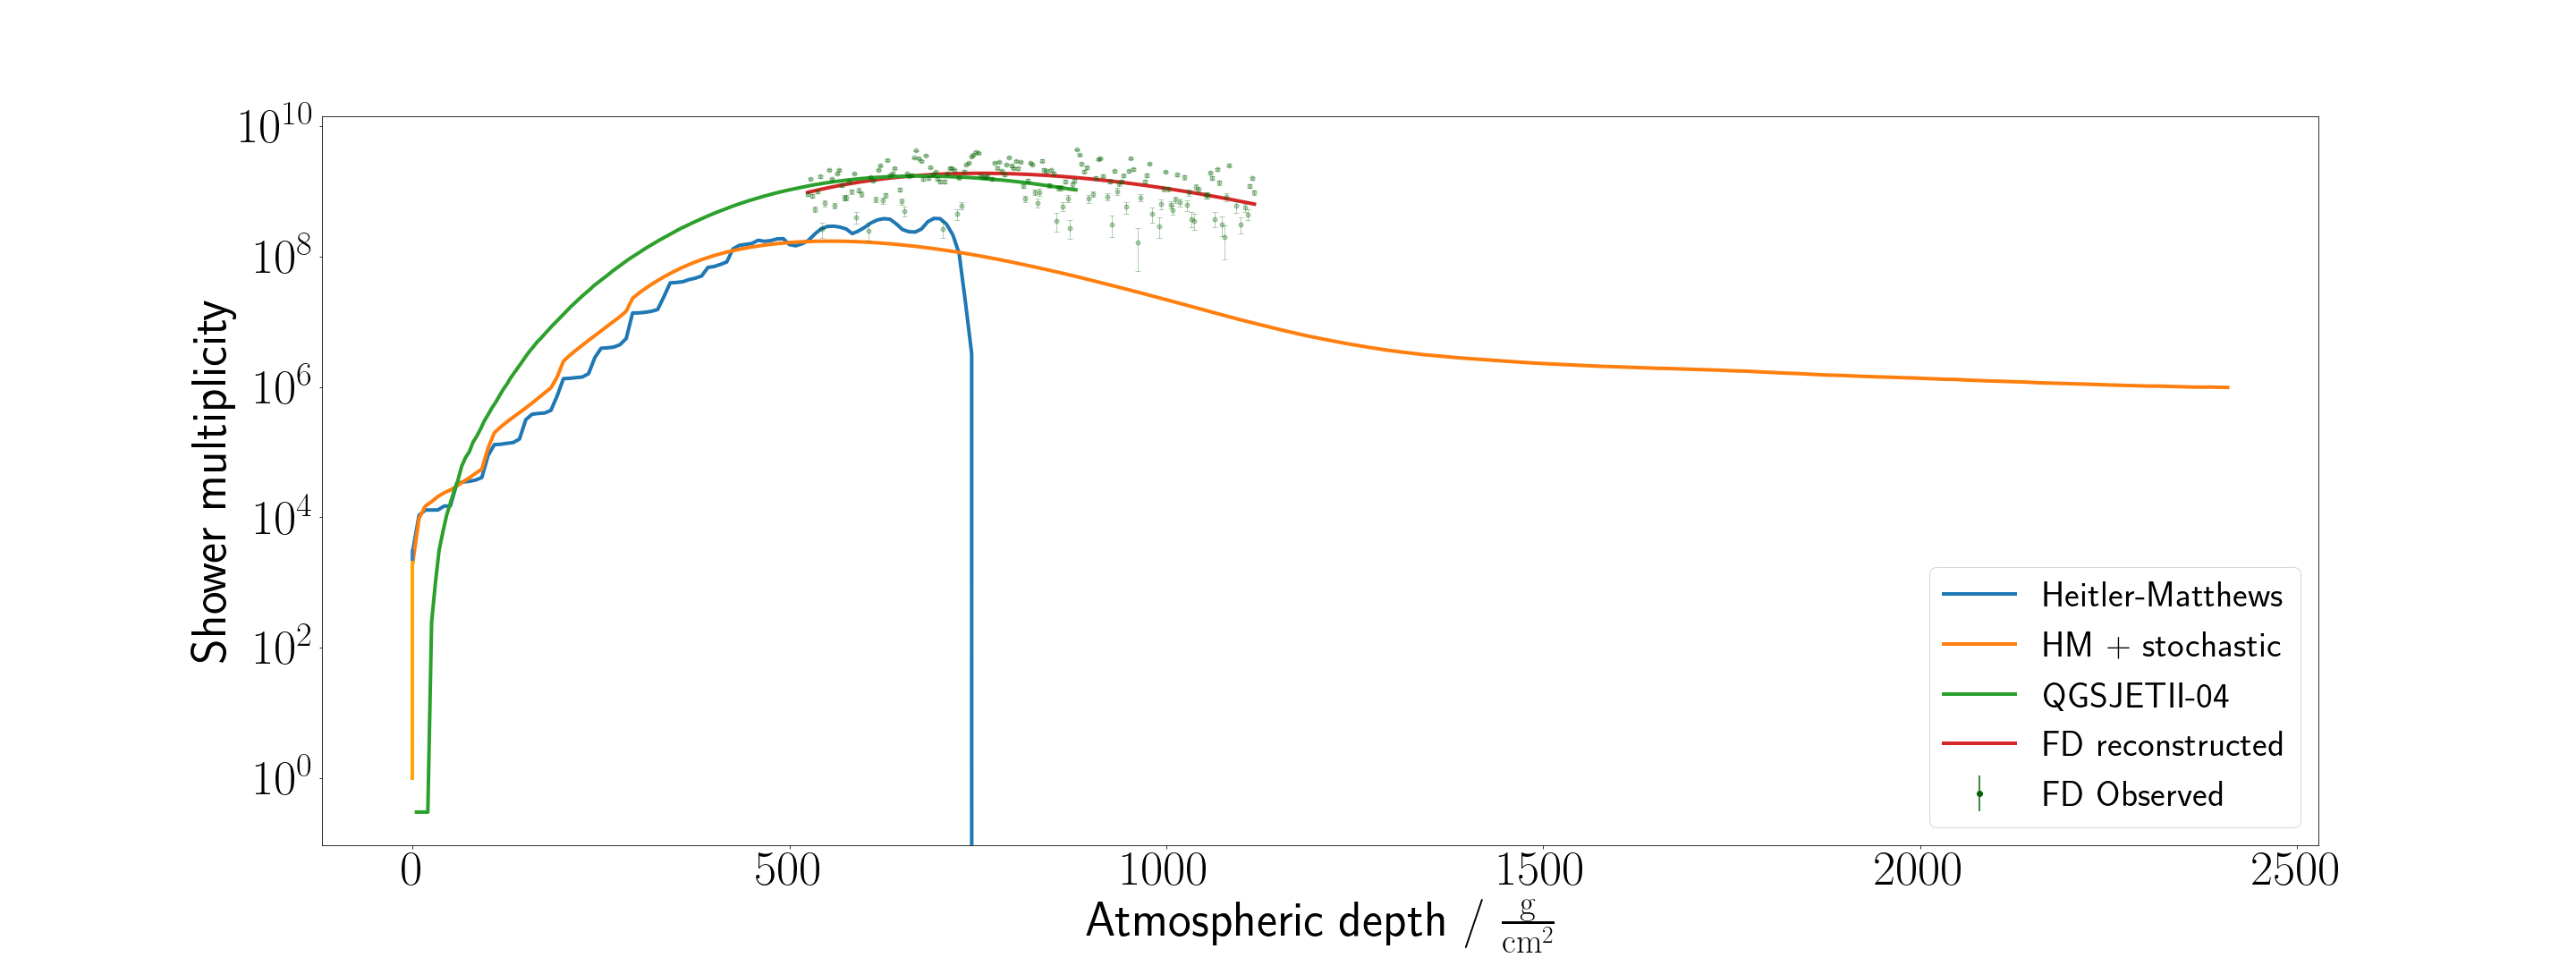 10^10
10^8
10^6
10^4
10^2
10^0
Shower multiplicity
0 500 1000 1500 2000 2500
Atmospheric depth / g/cm^2
Heitler-Matthews
HM + stochastic
QGSJETII-04
FD reconstructed
FD Observed